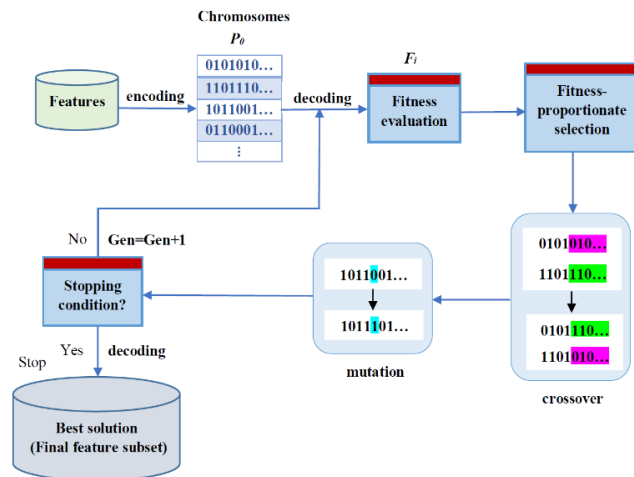 Chromosomes
P0
Fi
0101010...
1101110...
1011001...
0110001...
⋮
Features
encoding
decoding
Fitness
evaluation
Fitness-
proportionate
selection
No
Gen=Gen+1
Stopping
condition?
1011001...
1011101...
mutation
0101010...
1101110...
0101110...
1101010...
crossover
Stop
Yes
decoding
Best solution
(Final feature subset)